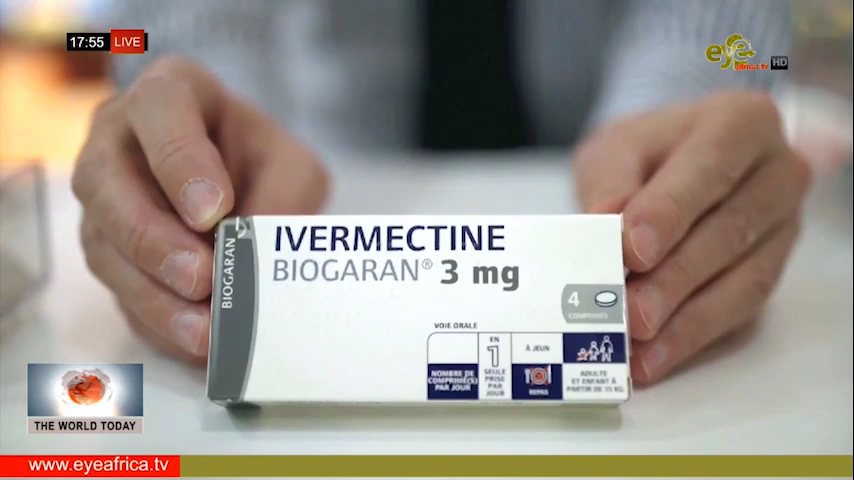 17:55 LIVE
eye
africa.tv HD
IVERMECTINE
BIOGARAN® 3 mg
BIOGARAN
4
COMPRIMÉS
VOIE ORALE
NOMBRE DE
COMPRIMÉ(S)
PAR JOUR
EN
1
SEULE
PRISE
PAR
JOUR
À JEUN
REPAS
ADULTE
ET ENFANT À
PARTIR DE 15 KG
THE WORLD TODAY
www.eyeafrica.tv